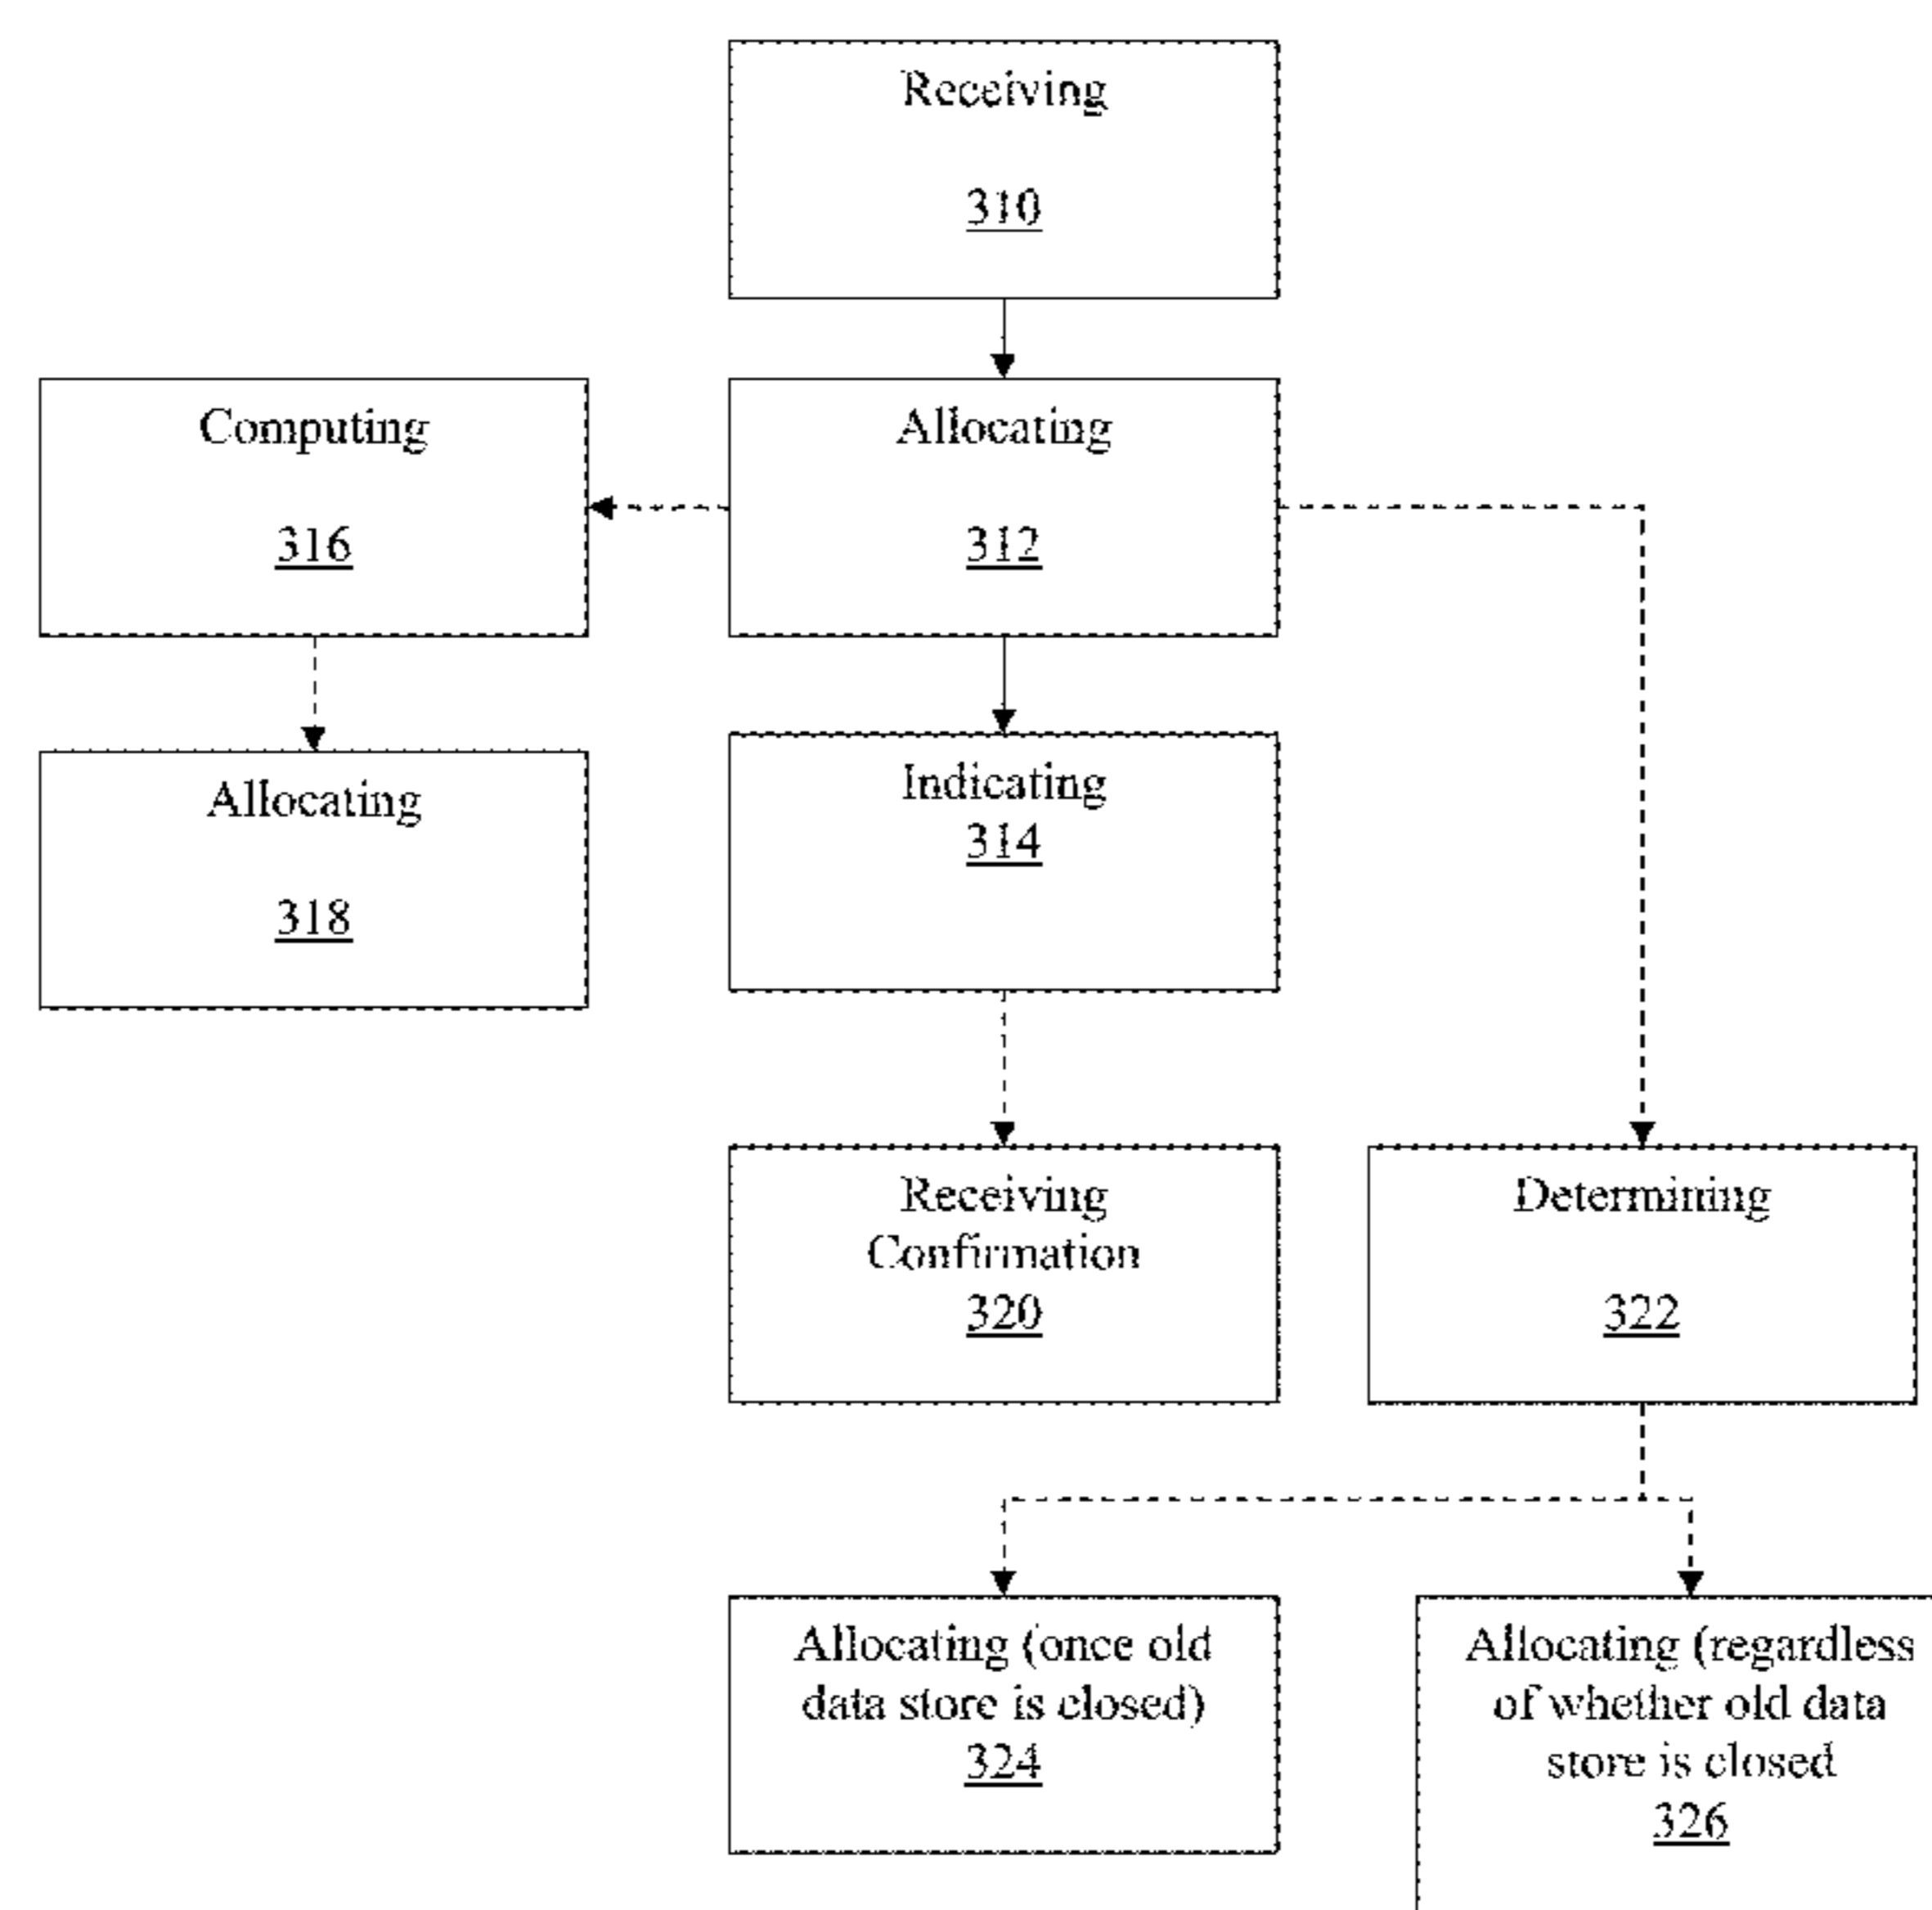 Receiving
310
Computing
316
Allocating
312
Allocating
318
Indicating
314
Receiving
Confirmation
320
Determining
322
Allocating (once old
data store is closed)
324
Allocating (regardless
of whether old data
store is closed
326